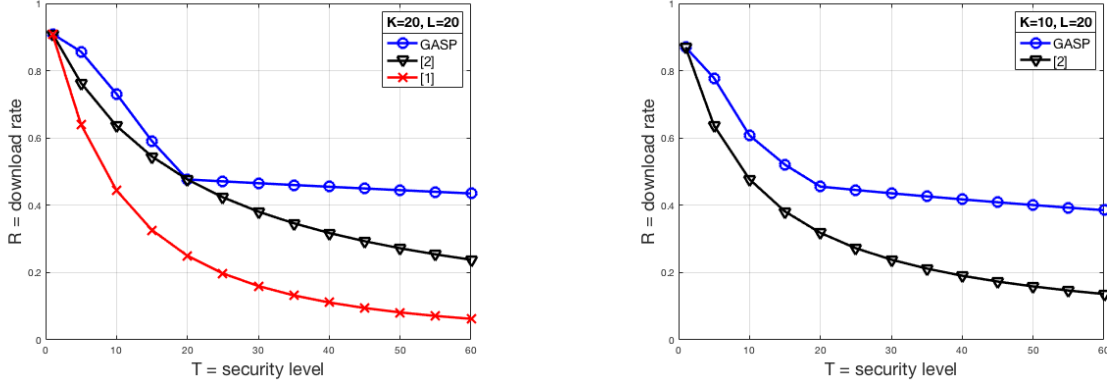 K=20, L=20
GASP
[2]
[1]
1
0.8
0.6
0.4
0.2
0
0 10 20 30 40 50 60
R = download rate
T = security level
K=10, L=20
GASP
[2]
1
0.8
0.6
0.4
0.2
0
0 10 20 30 40 50 60
R = download rate
T = security level